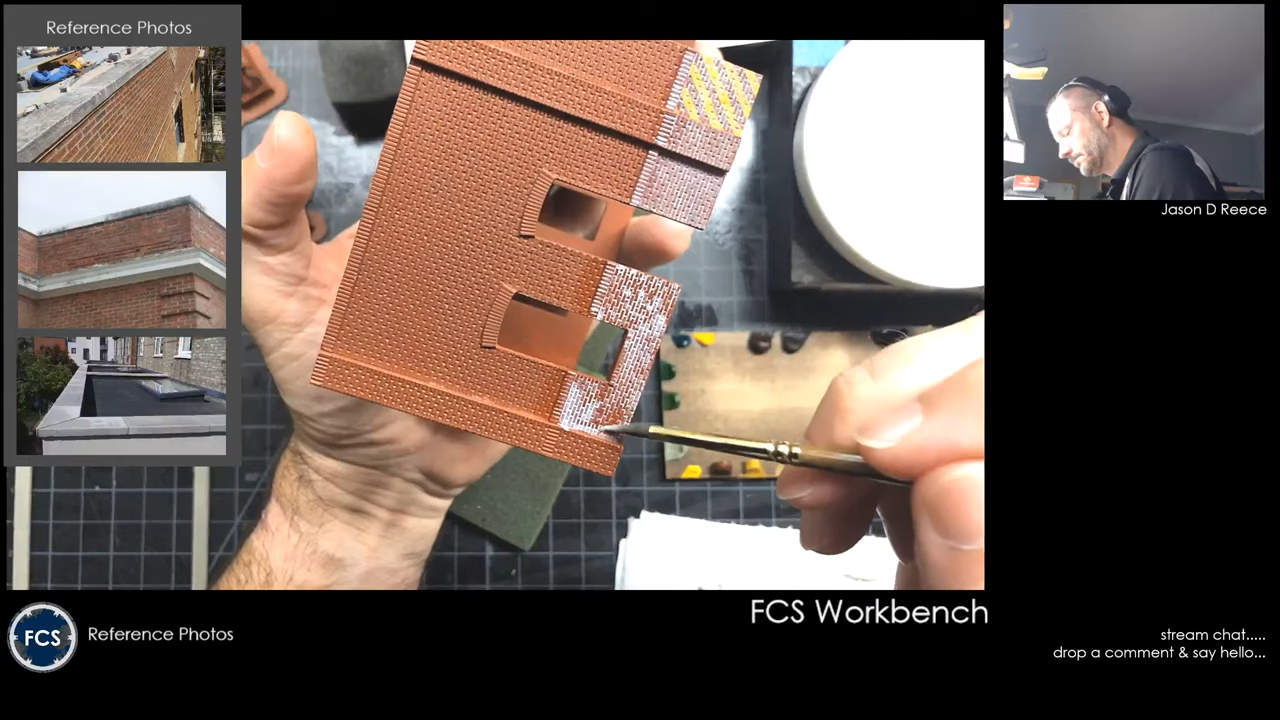 Reference Photos
Jason D Reece
FCS Workbench
FCS
Reference Photos
stream chat.....
drop a comment & say hello...